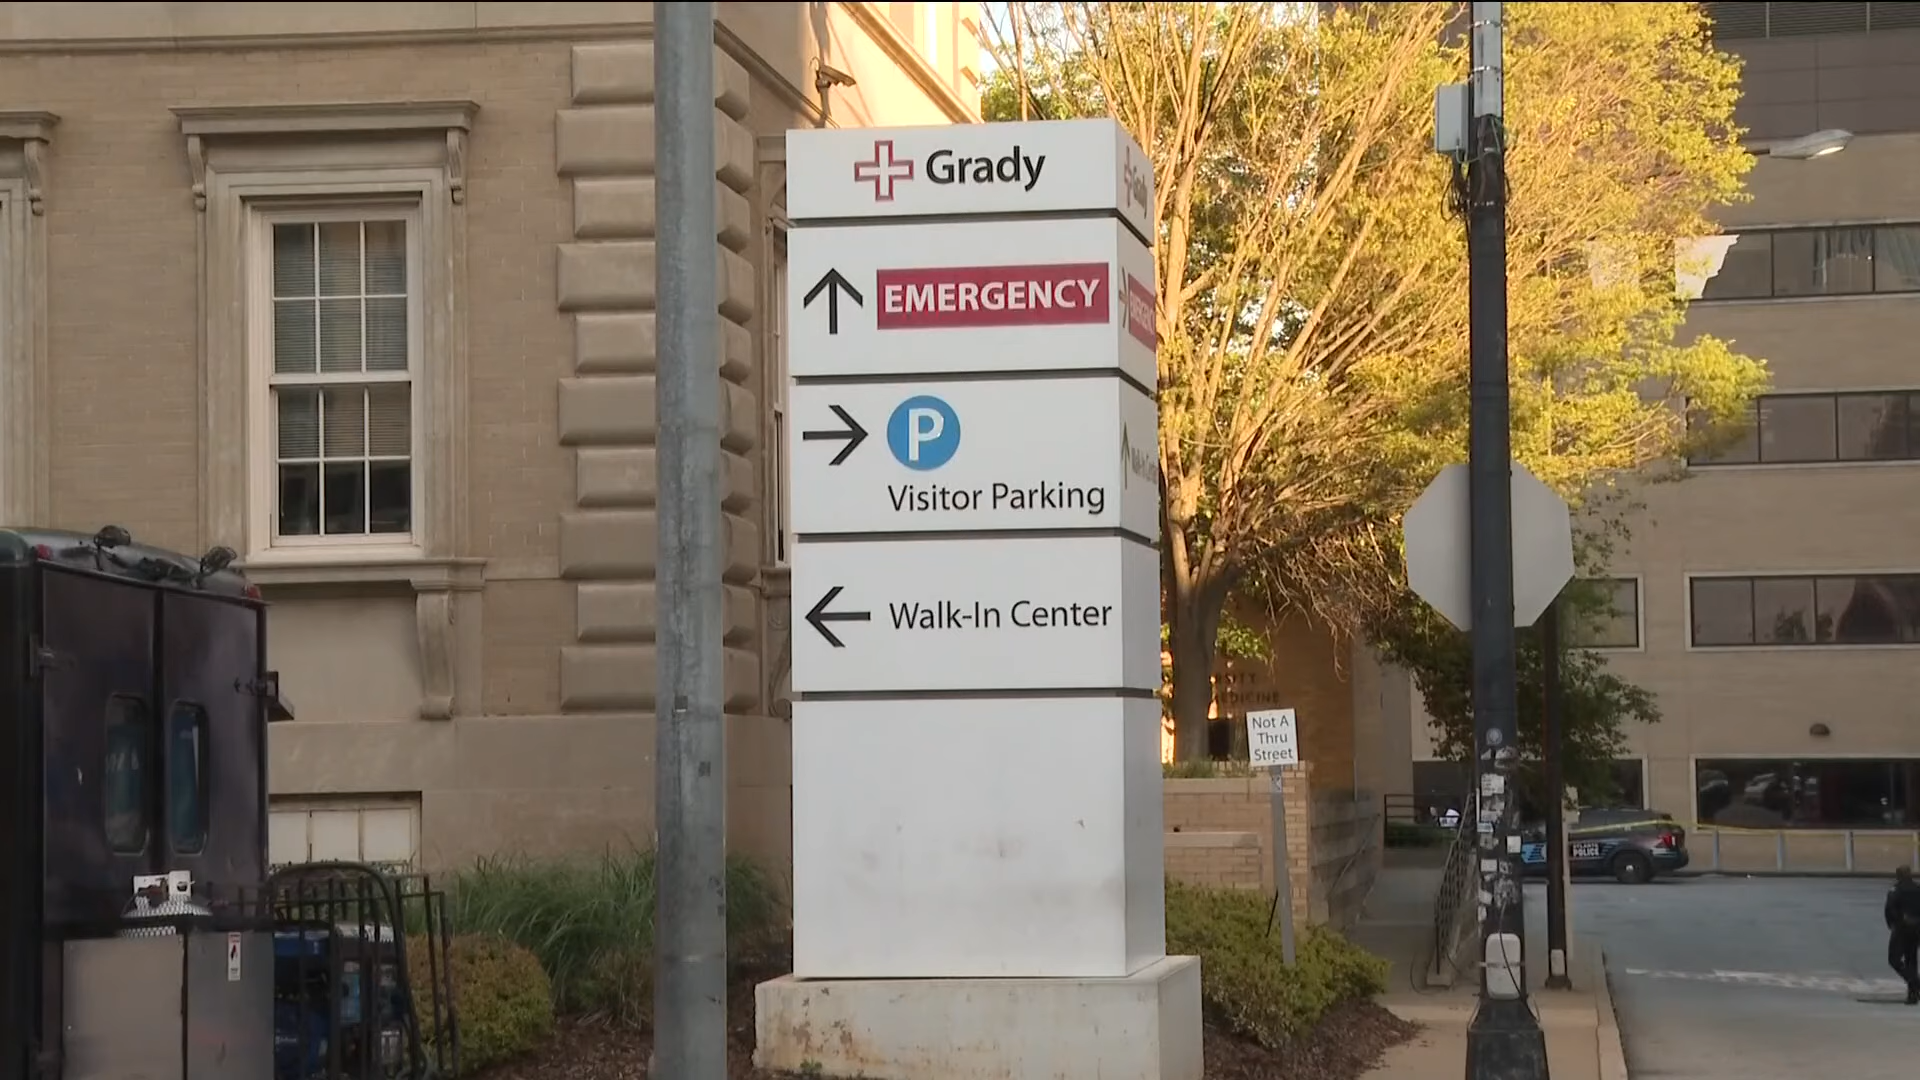 Grady
EMERGENCY
P
Visitor Parking
Walk-In Center
Not A
Thru
Street
POLICE